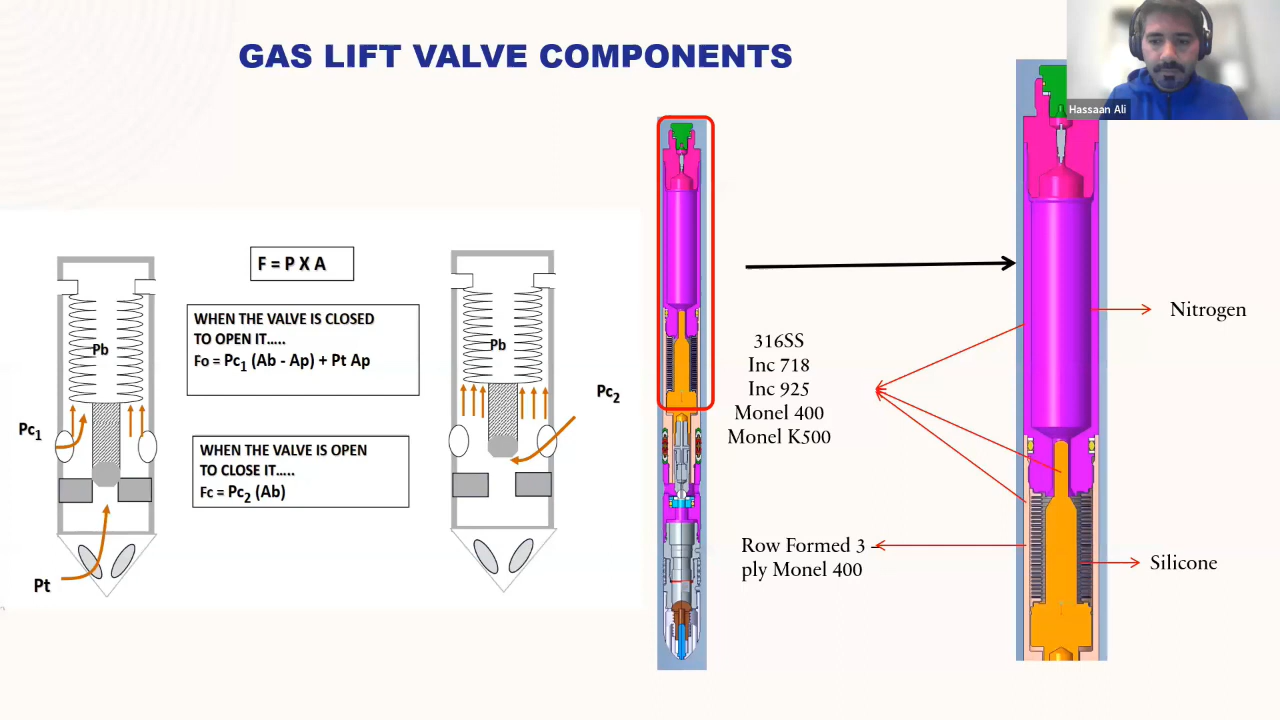 GAS LIFT VALVE COMPONENTS
Hassaan Ali
F = P X A
WHEN THE VALVE IS CLOSED
TO OPEN IT.....
Fo = Pc1 (Ab - Ap) + Pt Ap
WHEN THE VALVE IS OPEN
TO CLOSE IT.....
Fc = Pc2 (Ab)
Pb
Pc1
Pt
Pb
Pc2
316SS
Inc 718
Inc 925
Monel 400
Monel K500
Row Formed 3 –
ply Monel 400
Nitrogen
Silicone